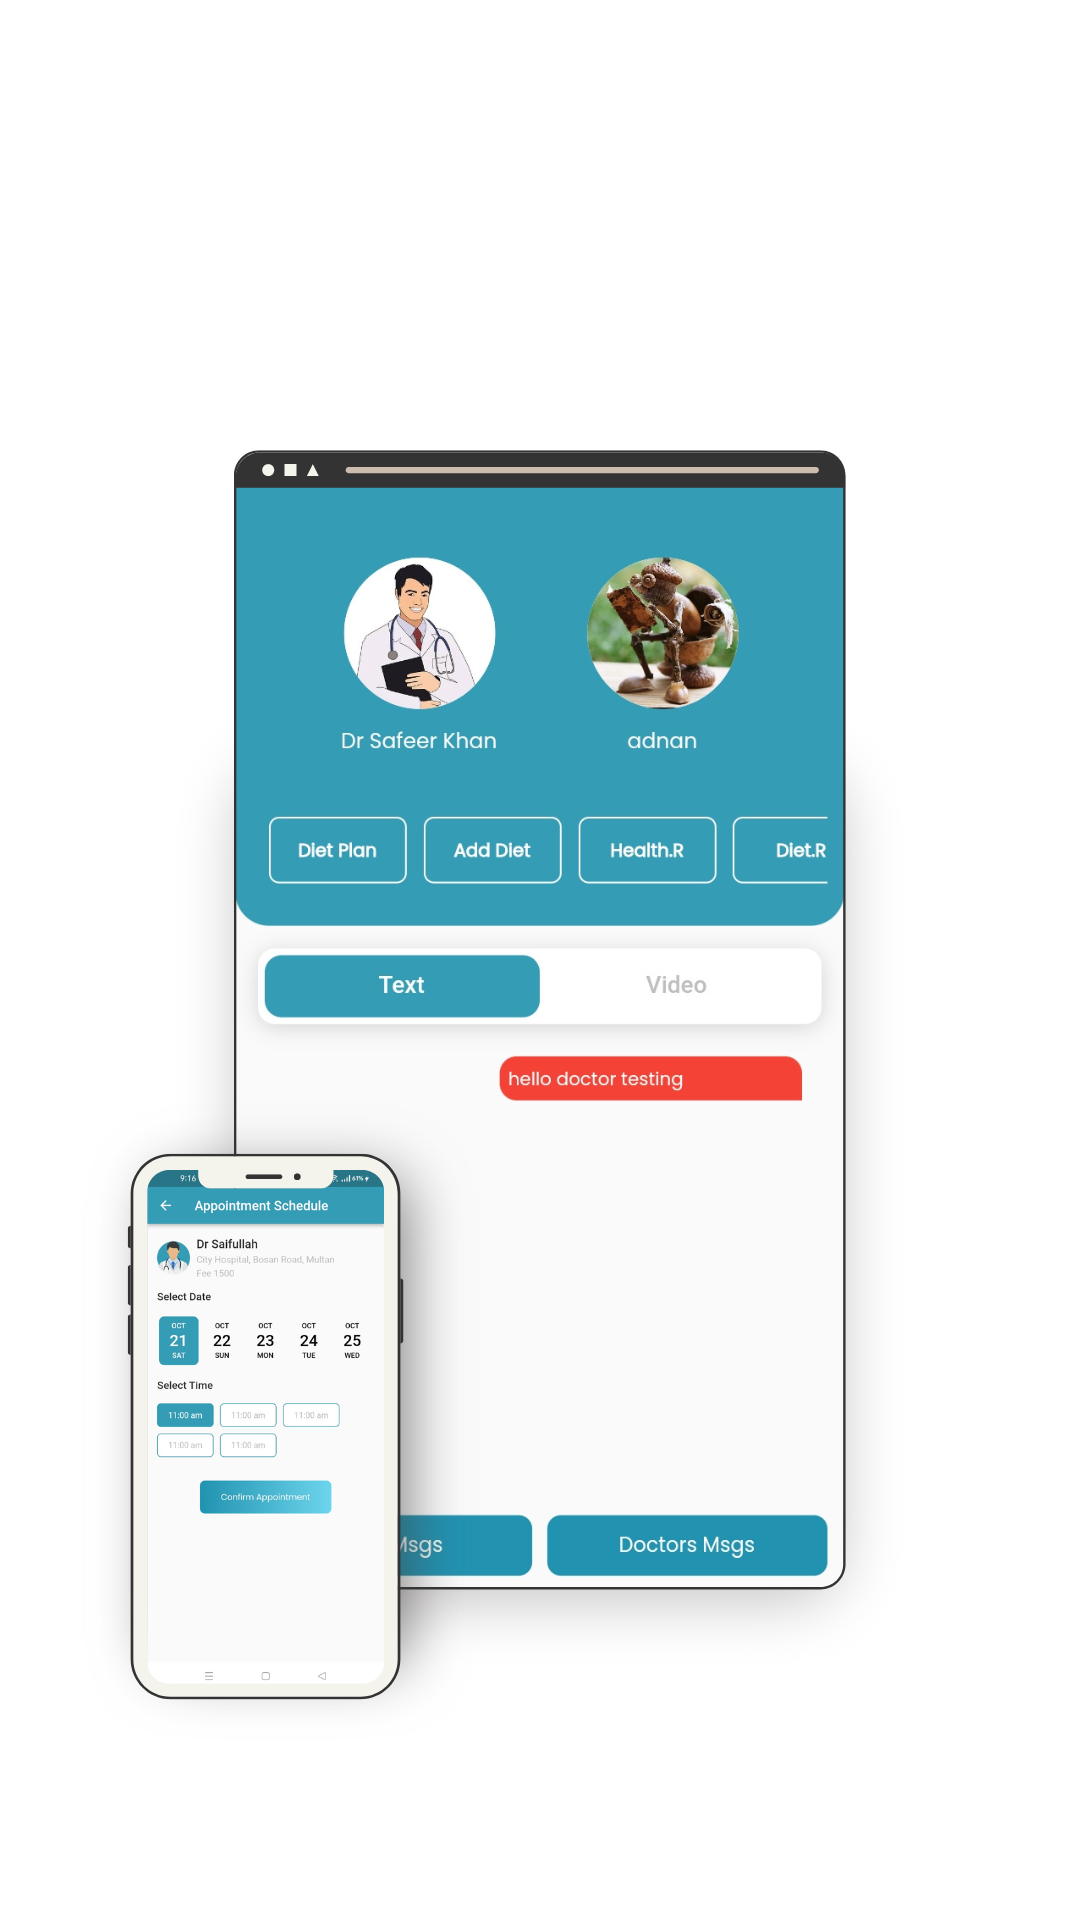 Dr Safeer Khan
adnan
Diet Plan
Add Diet
Health.R
Diet.R
Text
Video
hello doctor testing
Msgs
Doctors Msgs
9:16
61%
Appointment Schedule
Dr Saifullah
City Hospital, Bosan Road, Multan
Fee 1500
Select Date
OCT OCT OCT OCT OCT
21 22 23 24 25
SAT SUN MON TUE WED
Select Time
11:00 am 11:00 am 11:00 am
11:00 am 11:00 am
Confirm Appointment